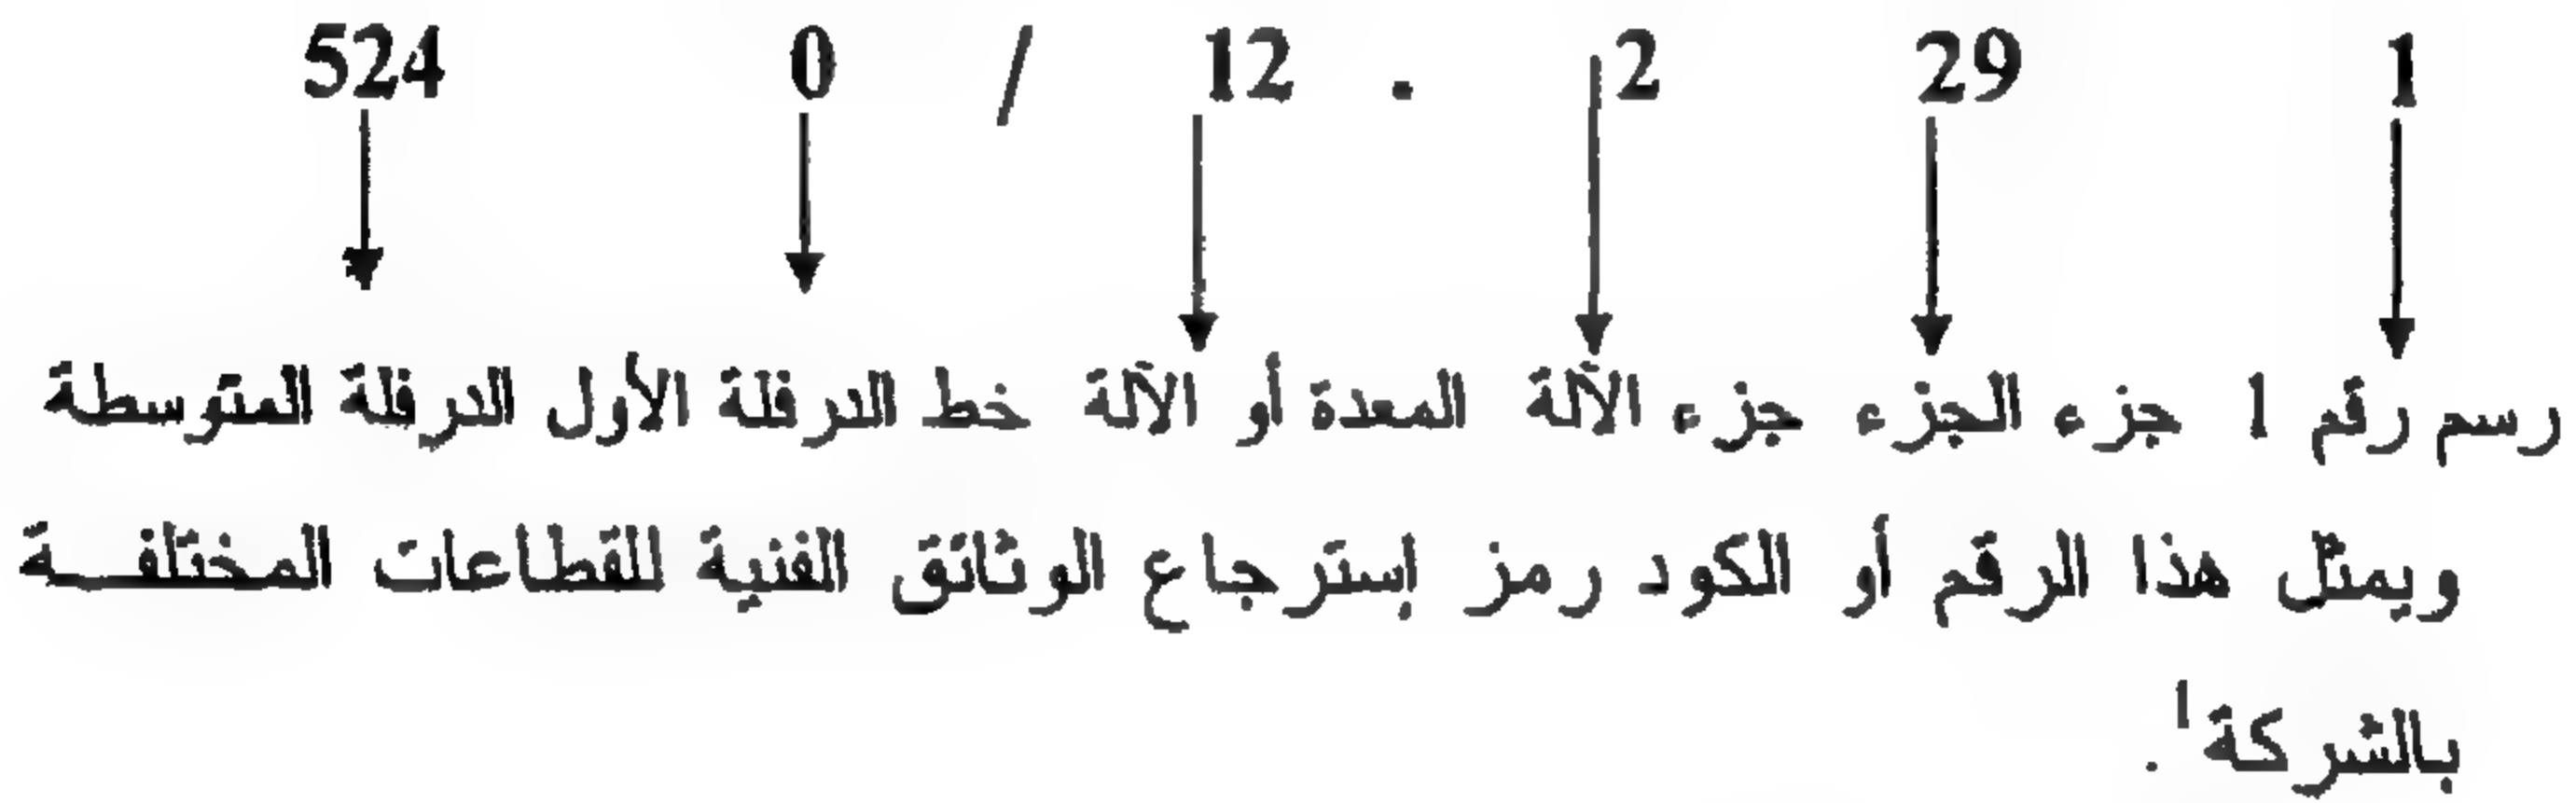 524 0 / 12 . 2 29 1
رسم رقم 1 جزء الجزء جزء الآلة المعدة أو الآلة خط الدرفلة الأول الدرفلة المتوسطة
ويمثل هذا الرقم أو الكود رمز إسترجاع الوثائق الفنية للقطاعات المختلفة
بالشركة¹.